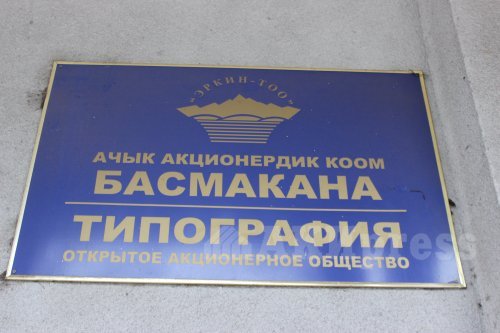 "ЭРКИН-ТОО"
АЧЫК АКЦИОНЕРДИК КООМ
БАСМАКАНА
ТИПОГРАФИЯ
ОТКРЫТОЕ АКЦИОНЕРНОЕ ОБЩЕСТВО